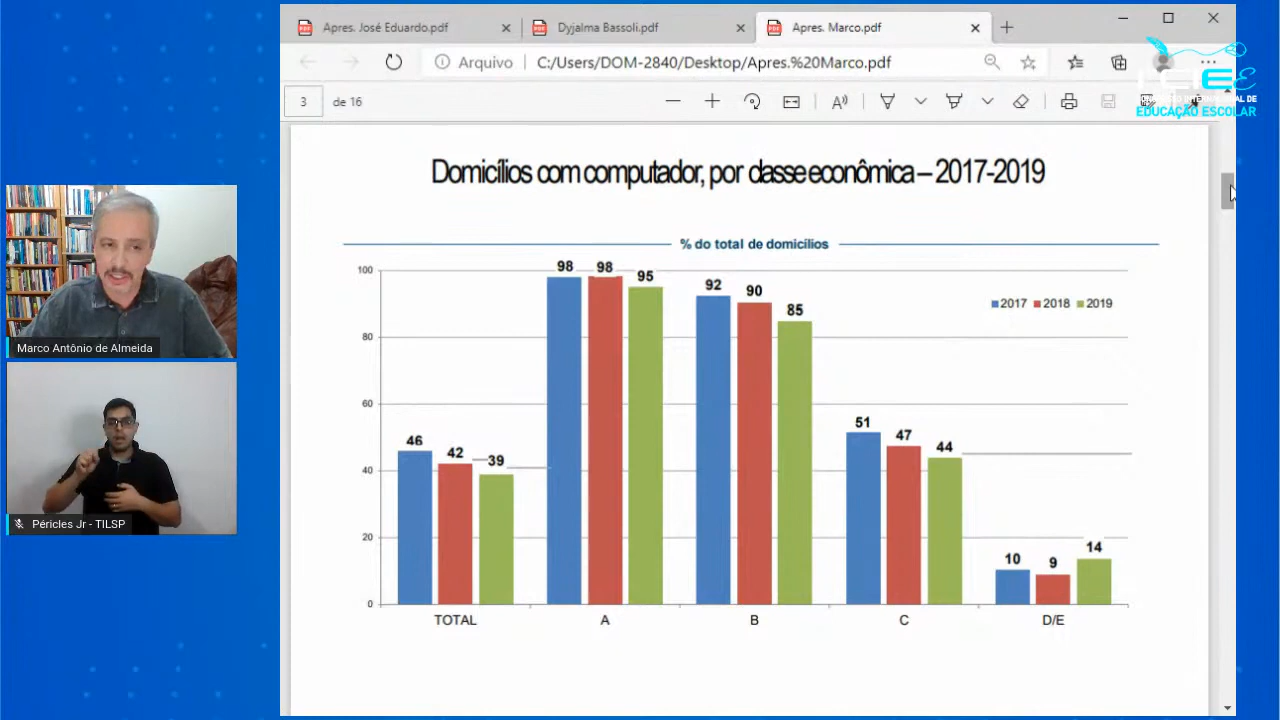 Apres. José Eduardo.pdf
Dyjalma Bassoli.pdf
Apres. Marco.pdf
Arquivo
C:/Users/DOM-2840/Desktop/Apres.%20Marco.pdf
3
de 16
EDUCAÇÃO ESCOLAR
Domicílios com computador, por classe econômica – 2017-2019
% do total de domicílios
2017 2018 2019
100
80
60
40
20
0
46 42 39
98 98 95
92 90 85
51 47 44
10 9 14
TOTAL A B C D/E
Marco Antônio de Almeida
Péricles Jr - TILSP